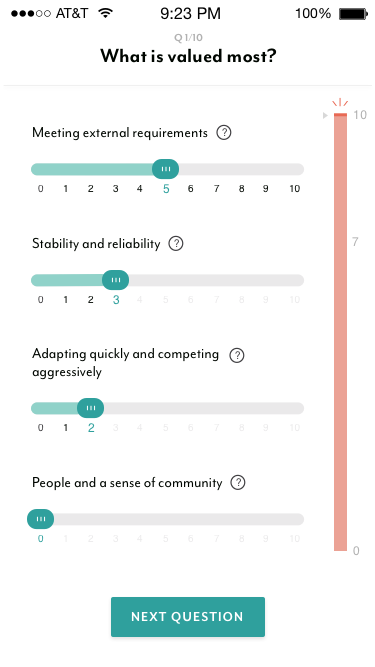 AT&T 9:23 PM 100%
Q 1/10
What is valued most?
10
Meeting external requirements ?
0 1 2 3 4 5 6 7 8 9 10
7
Stability and reliability ?
0 1 2 3 4 5 6 7 8 9 10
Adapting quickly and competing ?
aggressively
0 1 2 3 4 5 6 7 8 9 10
People and a sense of community ?
0 1 2 3 4 5 6 7 8 9 10
0
NEXT QUESTION